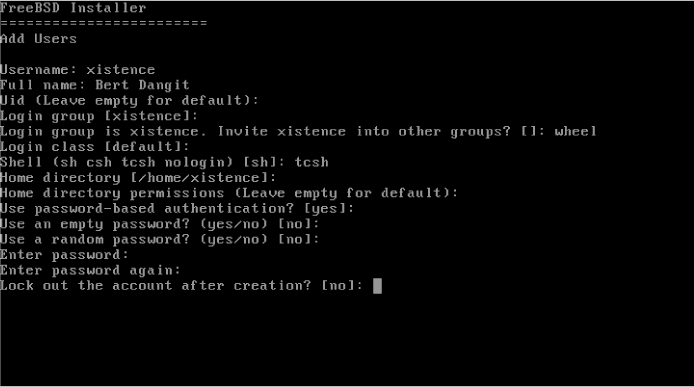 FreeBSD Installer
========================
Add Users
Username: xistence
Full name: Bert Dangit
Uid (Leave empty for default):
Login group [xistence]:
Login group is xistence. Invite xistence into other groups? []: wheel
Login class [default]:
Shell (sh csh tcsh nologin) [sh]: tcsh
Home directory [/home/xistence]:
Home directory permissions (Leave empty for default):
Use password-based authentication? [yes]:
Use an empty password? (yes/no) [no]:
Use a random password? (yes/no) [no]:
Enter password:
Enter password again:
Lock out the account after creation? [no]: